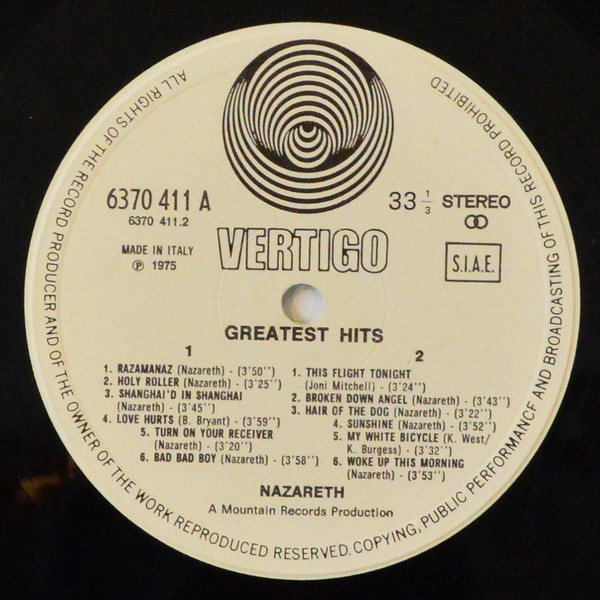 ALL RIGHTS OF THE RECORD PRODUCER AND OF THE OWNER OF THE WORK REPRODUCED RESERVED. COPYING, PUBLIC PERFORMANCE AND BROADCASTING OF THIS RECORD PROHIBITED
6370 411 A
6370 411.2
33 1/3 STEREO
MADE IN ITALY
℗ 1975
VERTIGO
S.I.A.E.
GREATEST HITS
1
1. RAZAMANAZ (Nazareth) - (3'50'')
2. HOLY ROLLER (Nazareth) - (3'25'')
3. SHANGHAI'D IN SHANGHAI
(Nazareth) - (3'45'')
4. LOVE HURTS (B. Bryant) - (3'59'')
5. TURN ON YOUR RECEIVER
(Nazareth) - (3'20'')
6. BAD BAD BOY (Nazareth) - (3'58'')
2
1. THIS FLIGHT TONIGHT
(Joni Mitchell) - (3'24'')
2. BROKEN DOWN ANGEL (Nazareth) - (3'43'')
3. HAIR OF THE DOG (Nazareth) - (3'22'')
4. SUNSHINE (Nazareth) - (3'52'')
5. MY WHITE BICYCLE (K. West/
K. Burgess) - (3'32'')
6. WOKE UP THIS MORNING
(Nazareth) - (3'53'')
NAZARETH
A Mountain Records Production